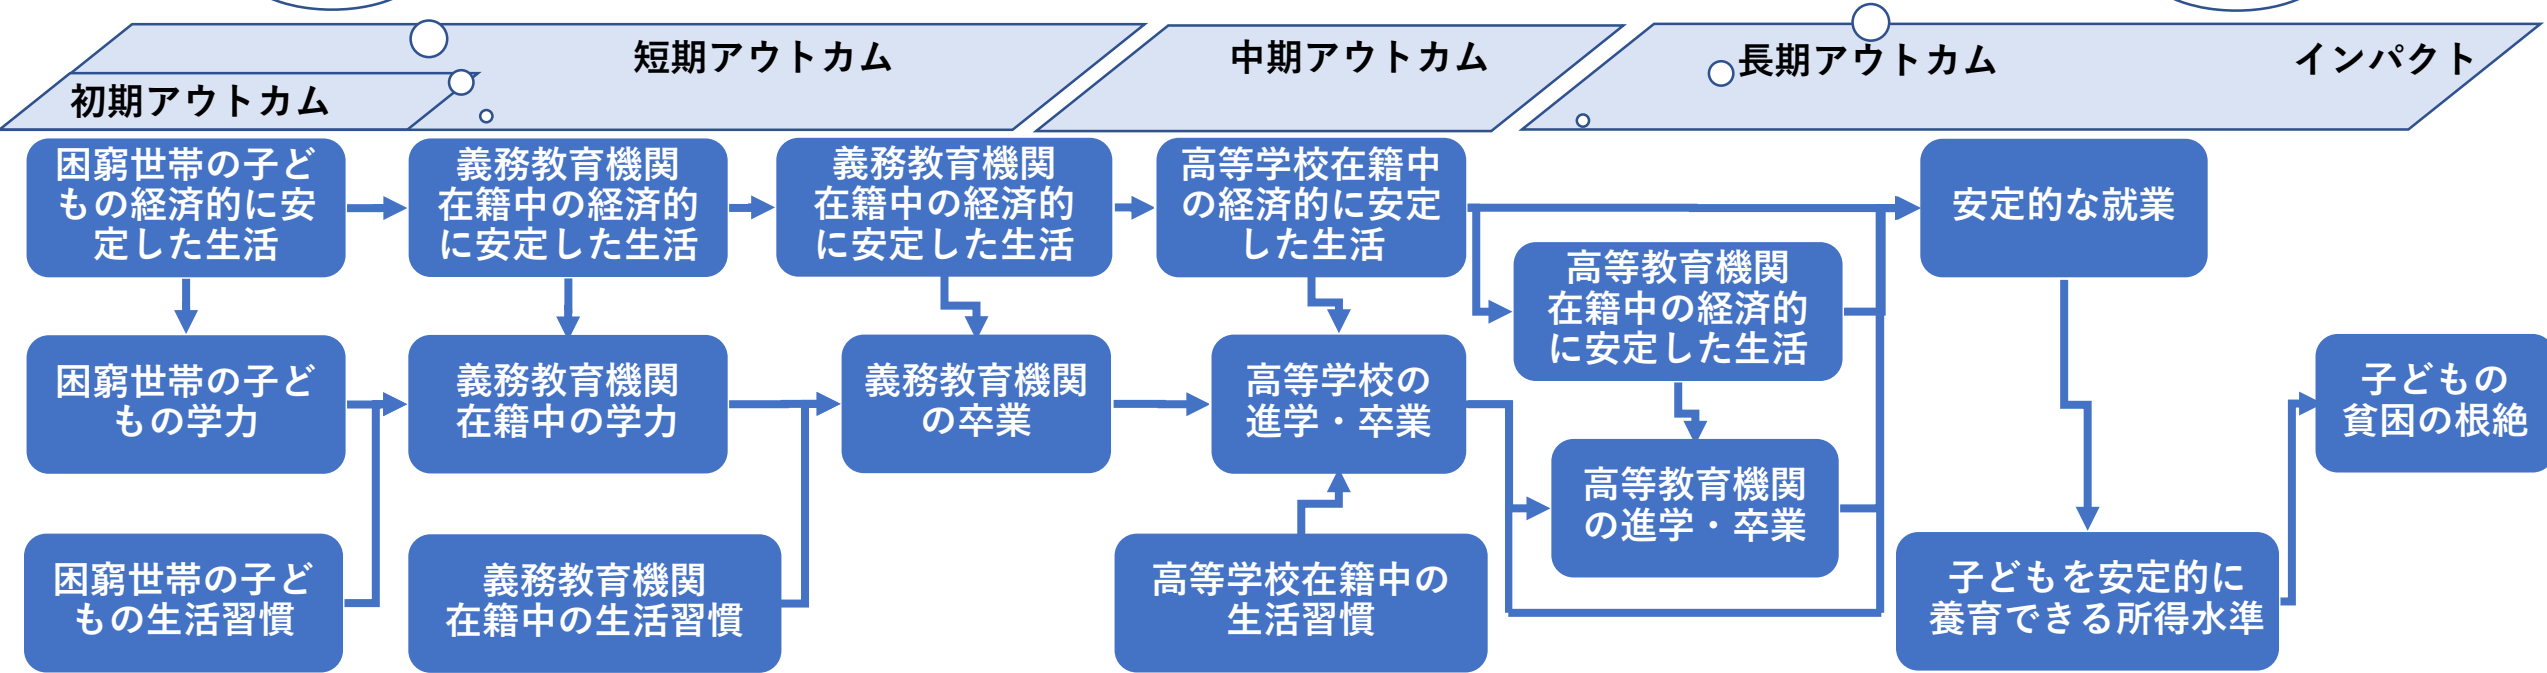 短期アウトカム
中期アウトカム
長期アウトカム
インパクト
初期アウトカム
困窮世帯の子ど
もの経済的に安
定した生活
義務教育機関
在籍中の経済的
に安定した生活
義務教育機関
在籍中の経済的
に安定した生活
高等学校在籍中
の経済的に安定
した生活
安定的な就業
高等教育機関
在籍中の経済的
に安定した生活
困窮世帯の子ど
もの学力
義務教育機関
在籍中の学力
義務教育機関
の卒業
高等学校の
進学・卒業
高等教育機関
の進学・卒業
子どもの
貧困の根絶
困窮世帯の子ど
もの生活習慣
義務教育機関
在籍中の生活習慣
高等学校在籍中の
生活習慣
子どもを安定的に
養育できる所得水準